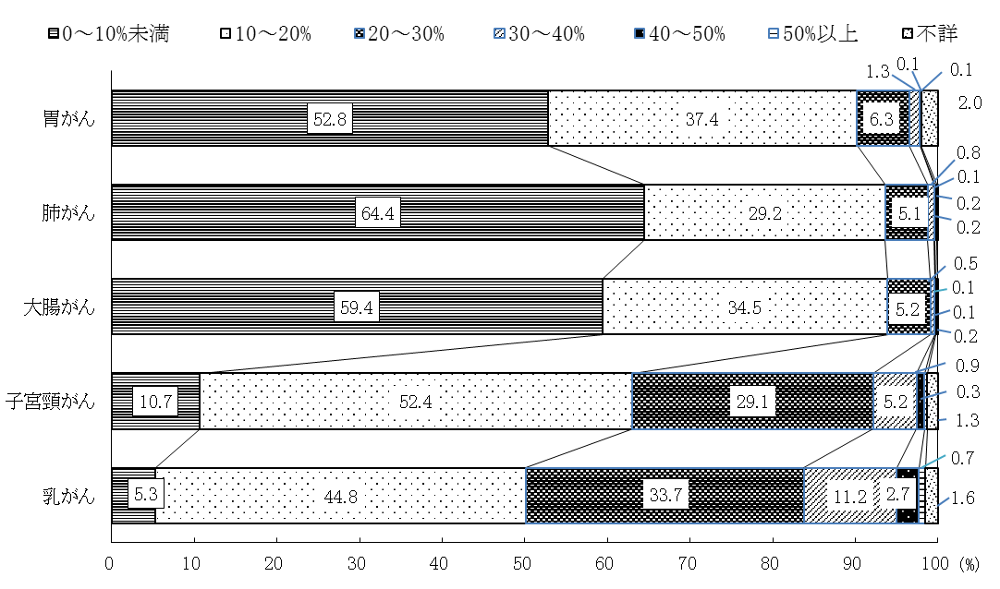 0～10%未満 10～20% 20～30% 30～40% 40～50% 50%以上 不詳
胃がん 52.8 37.4 6.3 1.3 0.1 0.1 2.0
肺がん 64.4 29.2 5.1 0.8 0.1 0.2 0.2
大腸がん 59.4 34.5 5.2 0.5 0.1 0.1 0.2
子宮頸がん 10.7 52.4 29.1 5.2 0.9 0.3 1.3
乳がん 5.3 44.8 33.7 11.2 2.7 0.7 1.6
0 10 20 30 40 50 60 70 80 90 100 (%)